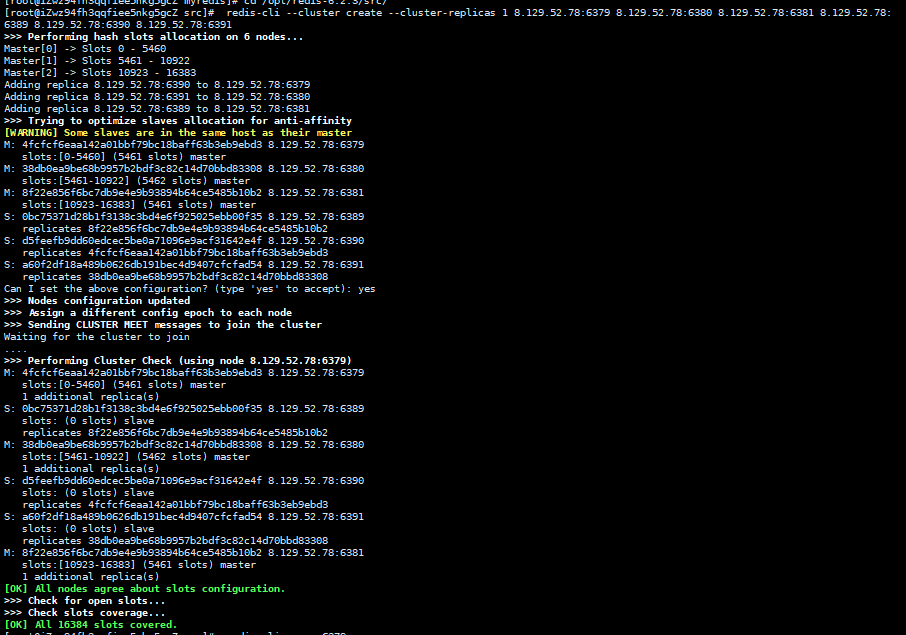 [root@iZwz94fh3qqfiee5nkg5gcZ myredis]# cd /opt/redis-6.2.3/src/
[root@iZwz94fh3qqfiee5nkg5gcZ src]#  redis-cli --cluster create --cluster-replicas 1 8.129.52.78:6379 8.129.52.78:6380 8.129.52.78:6381 8.129.52.78:
6389 8.129.52.78:6390 8.129.52.78:6391
>>> Performing hash slots allocation on 6 nodes...
Master[0] -> Slots 0 - 5460
Master[1] -> Slots 5461 - 10922
Master[2] -> Slots 10923 - 16383
Adding replica 8.129.52.78:6390 to 8.129.52.78:6379
Adding replica 8.129.52.78:6391 to 8.129.52.78:6380
Adding replica 8.129.52.78:6389 to 8.129.52.78:6381
>>> Trying to optimize slaves allocation for anti-affinity
[WARNING] Some slaves are in the same host as their master
M: 4fcfcf6eaa142a01bbf79bc18baff63b3eb9ebd3 8.129.52.78:6379
   slots:[0-5460] (5461 slots) master
M: 38db0ea9be68b9957b2bdf3c82c14d70bbd83308 8.129.52.78:6380
   slots:[5461-10922] (5462 slots) master
M: 8f22e856f6bc7db9e4e9b93894b64ce5485b10b2 8.129.52.78:6381
   slots:[10923-16383] (5461 slots) master
S: 0bc75371d28b1f3138c3bd4e6f925025ebb00f35 8.129.52.78:6389
   replicates 8f22e856f6bc7db9e4e9b93894b64ce5485b10b2
S: d5feefb9dd60edcec5be0a71096e9acf31642e4f 8.129.52.78:6390
   replicates 4fcfcf6eaa142a01bbf79bc18baff63b3eb9ebd3
S: a60f2df18a489b0626db191bec4d9407cfcfad54 8.129.52.78:6391
   replicates 38db0ea9be68b9957b2bdf3c82c14d70bbd83308
Can I set the above configuration? (type 'yes' to accept): yes
>>> Nodes configuration updated
>>> Assign a different config epoch to each node
>>> Sending CLUSTER MEET messages to join the cluster
Waiting for the cluster to join
....
>>> Performing Cluster Check (using node 8.129.52.78:6379)
M: 4fcfcf6eaa142a01bbf79bc18baff63b3eb9ebd3 8.129.52.78:6379
   slots:[0-5460] (5461 slots) master
   1 additional replica(s)
S: 0bc75371d28b1f3138c3bd4e6f925025ebb00f35 8.129.52.78:6389
   slots: (0 slots) slave
   replicates 8f22e856f6bc7db9e4e9b93894b64ce5485b10b2
M: 38db0ea9be68b9957b2bdf3c82c14d70bbd83308 8.129.52.78:6380
   slots:[5461-10922] (5462 slots) master
   1 additional replica(s)
S: d5feefb9dd60edcec5be0a71096e9acf31642e4f 8.129.52.78:6390
   slots: (0 slots) slave
   replicates 4fcfcf6eaa142a01bbf79bc18baff63b3eb9ebd3
S: a60f2df18a489b0626db191bec4d9407cfcfad54 8.129.52.78:6391
   slots: (0 slots) slave
   replicates 38db0ea9be68b9957b2bdf3c82c14d70bbd83308
M: 8f22e856f6bc7db9e4e9b93894b64ce5485b10b2 8.129.52.78:6381
   slots:[10923-16383] (5461 slots) master
   1 additional replica(s)
[OK] All nodes agree about slots configuration.
>>> Check for open slots...
>>> Check slots coverage...
[OK] All 16384 slots covered.